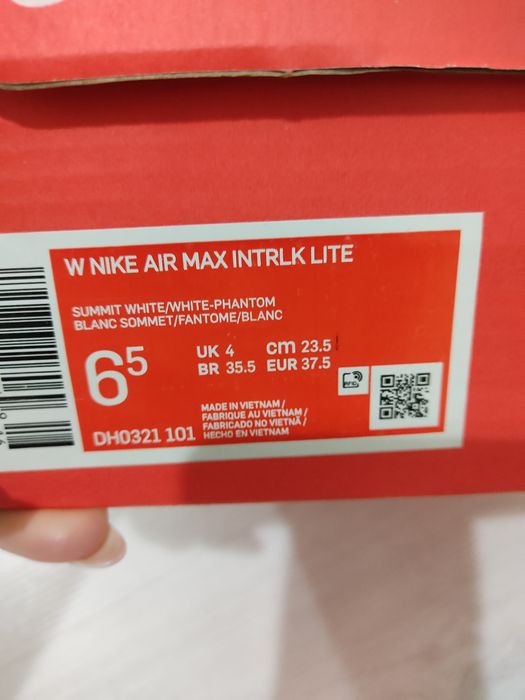 W NIKE AIR MAX INTRLK LITE
SUMMIT WHITE/WHITE-PHANTOM
BLANC SOMMET/FANTOME/BLANC
6⁵
UK 4 cm 23.5
BR 35.5 EUR 37.5
MADE IN VIETNAM /
FABRIQUE AU VIETNAM /
FABRICADO NO VIETNÃ /
HECHO EN VIETNAM
DH0321 101